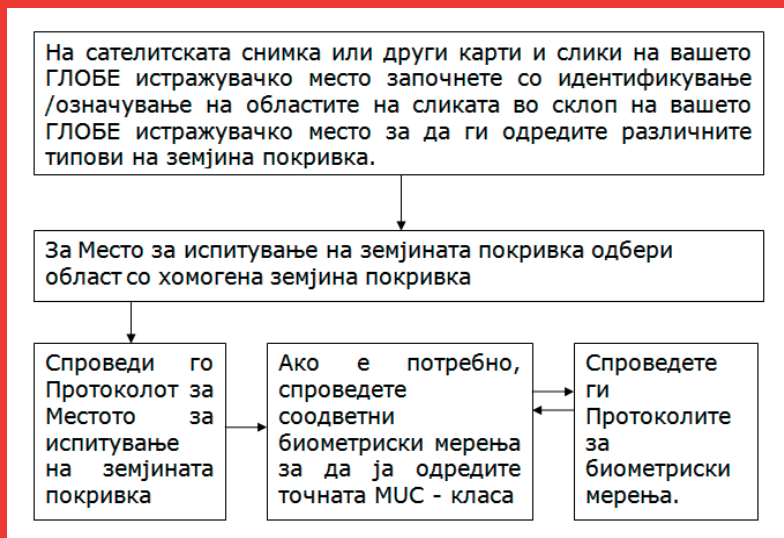 На сателитската снимка или други карти и слики на вашето
ГЛОБЕ истражувачко место започнете со идентификување
/означување на областите на сликата во склоп на вашето
ГЛОБЕ истражувачко место за да ги одредите различните
типови на земјина покривка.
За Место за испитување на земјината покривка одбери
област со хомогена земјина покривка
Спроведи го
Протоколот за
Местото за
испитување
на земјината
покривка
Ако е потребно,
спроведете
соодветни
биометриски мерења
за да ја одредите
точната MUC - класа
Спроведете
ги
Протоколите
за
биометриски
мерења.